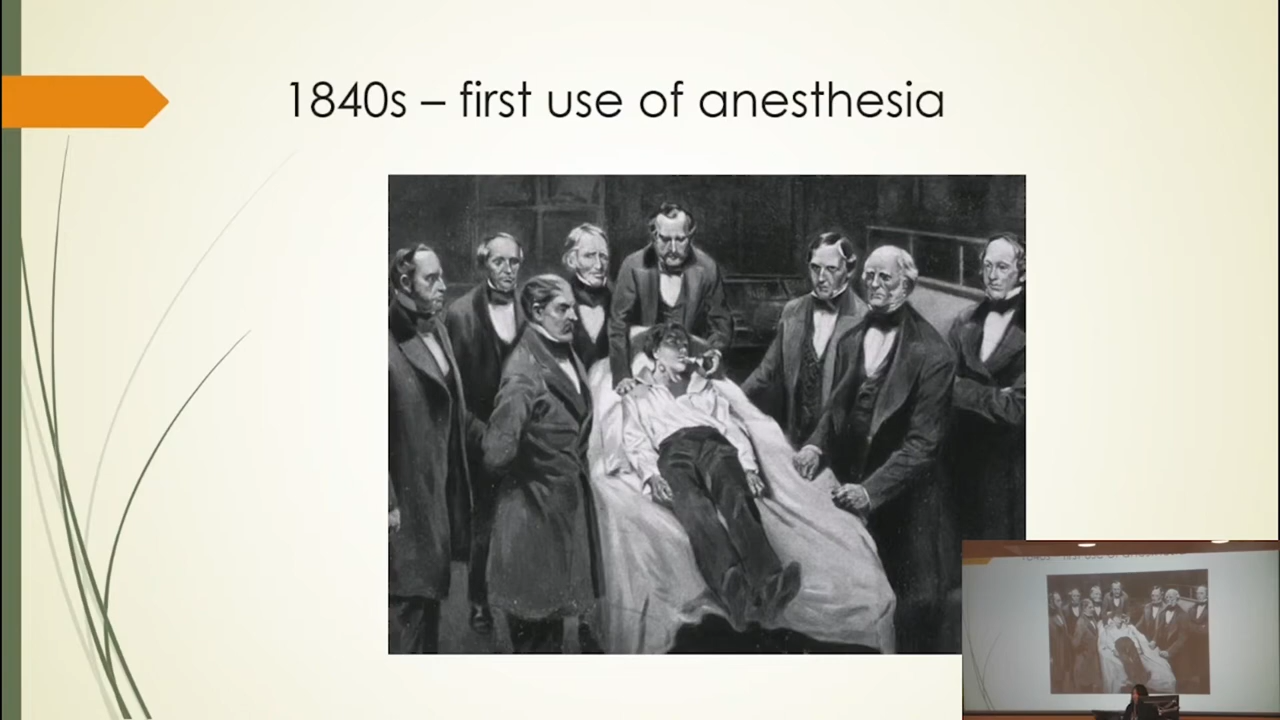 1840s – first use of anesthesia